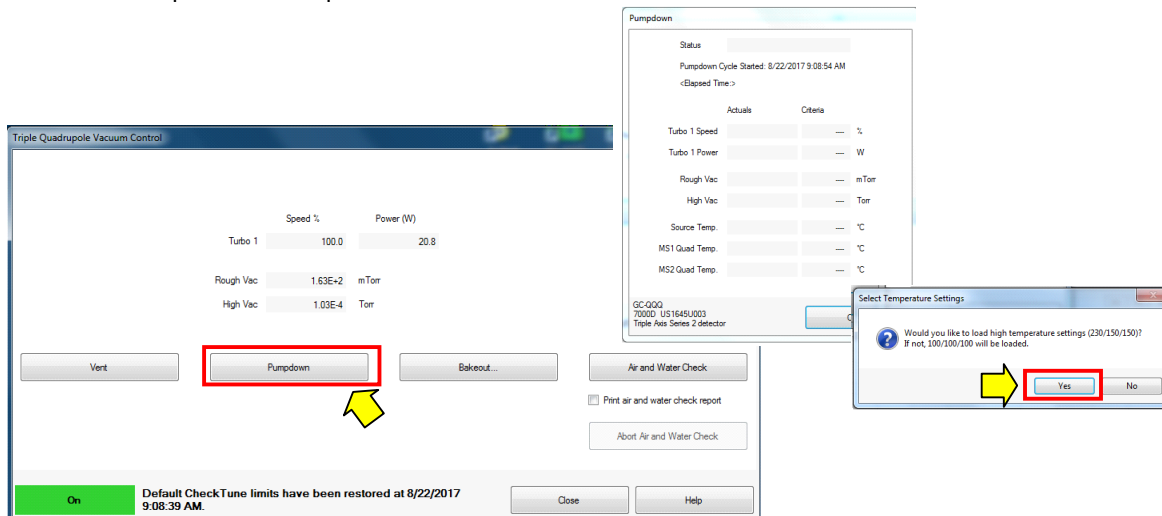 Pumpdown
Status
Pumpdown Cycle Started: 8/22/2017 9:08:54 AM
<Elapsed Time:>
Actuals Criteria
Turbo 1 Speed --- %
Turbo 1 Power --- W
Rough Vac --- mTorr
High Vac --- Torr
Source Temp. --- °C
MS1 Quad Temp. --- °C
MS2 Quad Temp. --- °C
GC-QQQ
7000D US1645U003
Triple Axis Series 2 detector
Triple Quadrupole Vacuum Control
Speed % Power (W)
Turbo 1 100.0 20.8
Rough Vac 1.63E+2 mTorr
High Vac 1.03E-4 Torr
Vent Pumpdown Bakeout... Air and Water Check
Print air and water check report
Abort Air and Water Check
On
Default CheckTune limits have been restored at 8/22/2017
9:08:39 AM.
Close Help
Select Temperature Settings
Would you like to load high temperature settings (230/150/150)?
If not, 100/100/100 will be loaded.
Yes No